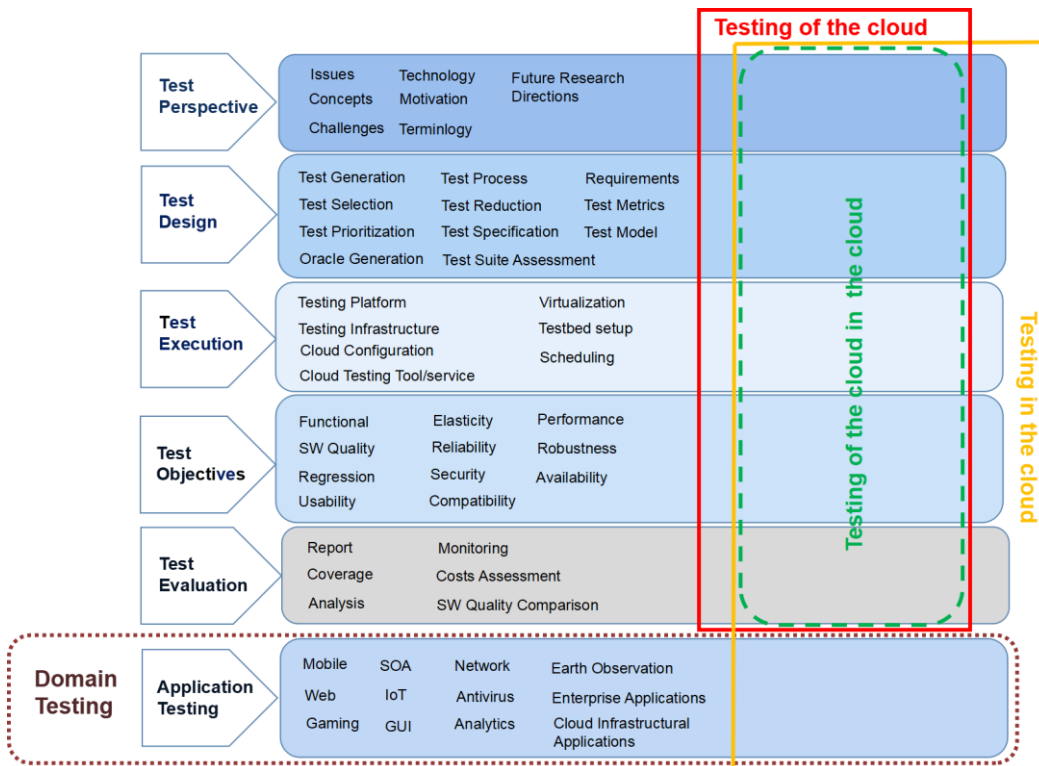 Testing of the cloud
Test
Perspective
Issues
Technology
Future Research
Directions
Concepts
Motivation
Challenges
Terminlogy
Test
Design
Test Generation
Test Process
Requirements
Test Selection
Test Reduction
Test Metrics
Test Prioritization
Test Specification
Test Model
Oracle Generation
Test Suite Assessment
Test
Execution
Testing Platform
Virtualization
Testing Infrastructure
Testbed setup
Cloud Configuration
Scheduling
Cloud Testing Tool/service
Test
Objectives
Functional
Elasticity
Performance
SW Quality
Reliability
Robustness
Regression
Security
Availability
Usability
Compatibility
Test
Evaluation
Report
Monitoring
Coverage
Costs Assessment
Analysis
SW Quality Comparison
Domain
Testing
Application
Testing
Mobile
SOA
Network
Earth Observation
Web
IoT
Antivirus
Enterprise Applications
Gaming
GUI
Analytics
Cloud Infrastructural
Applications
Testing of the cloud in the cloud
Testing in the cloud